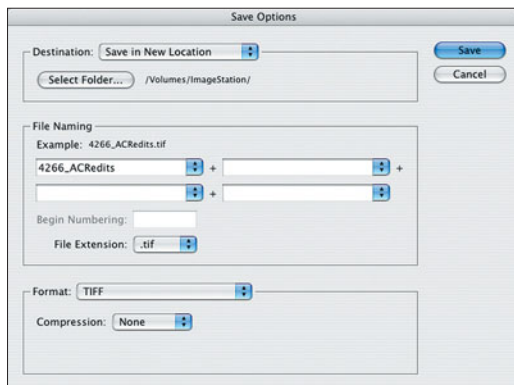 Save Options
Destination: Save in New Location
Save
Select Folder... /Volumes/ImageStation/
Cancel
File Naming
Example: 4266_ACRedits.tif
4266_ACRedits + +
+
Begin Numbering:
File Extension: .tif
Format: TIFF
Compression: None